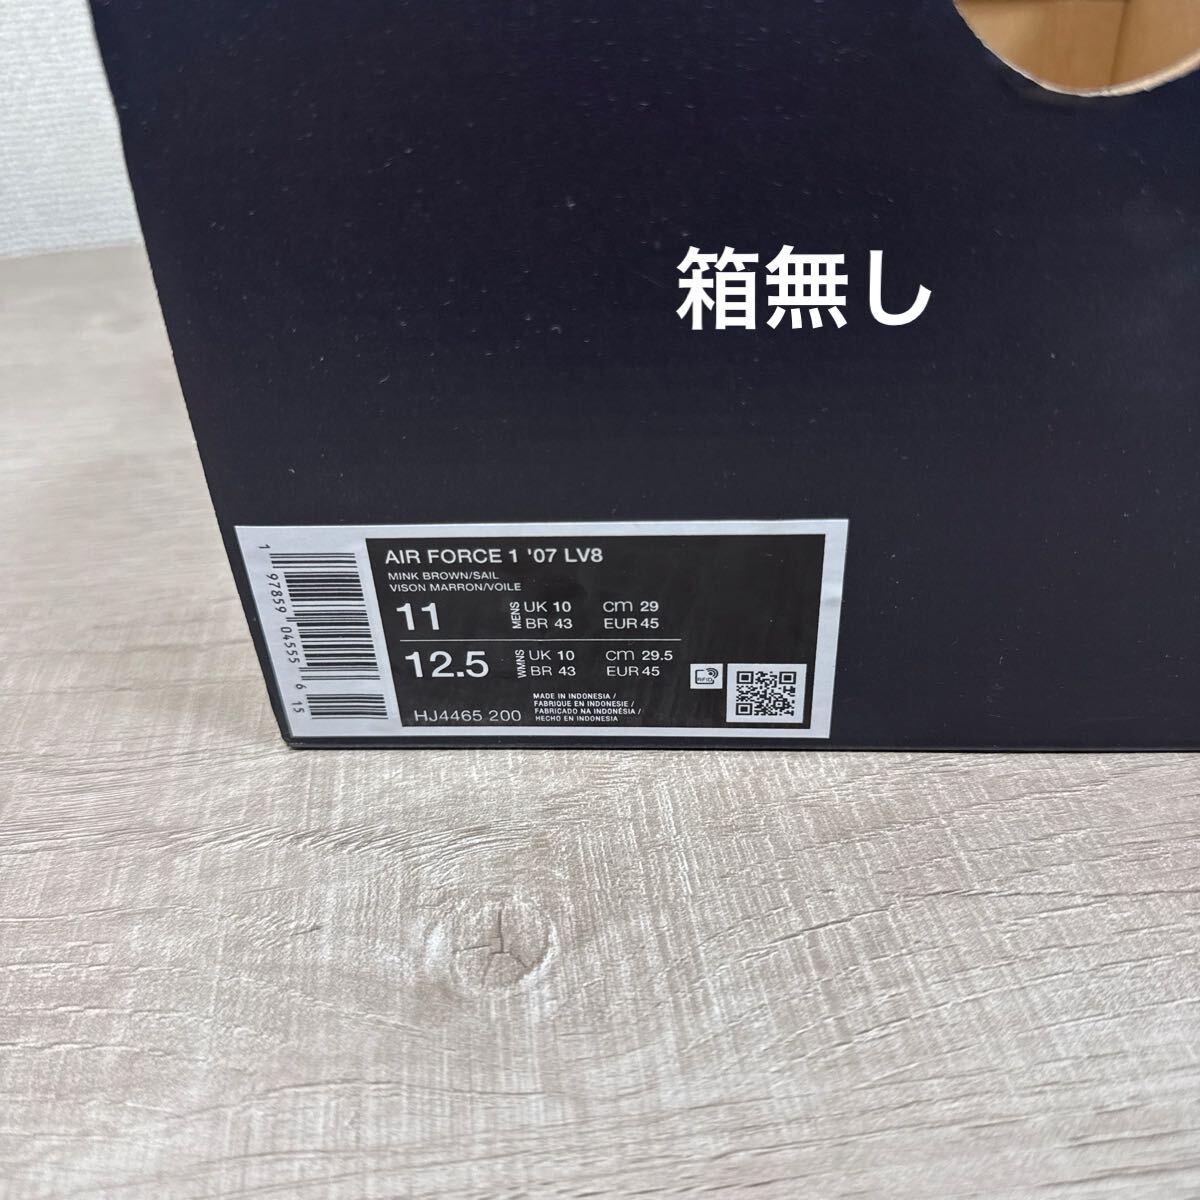 箱無し
AIR FORCE 1 '07 LV8
MINK BROWN/SAIL
VISON MARRON/VOILE
11 MENS UK 10 cm 29
BR 43 EUR 45
12.5 WMNS UK 10 cm 29.5
BR 43 EUR 45
RFID
HJ4465 200
MADE IN INDONESIA /
FABRIQUE EN INDONESIE /
FABRICADO NA INDONÉSIA /
HECHO EN INDONESIA
1 97859 04555 6 15